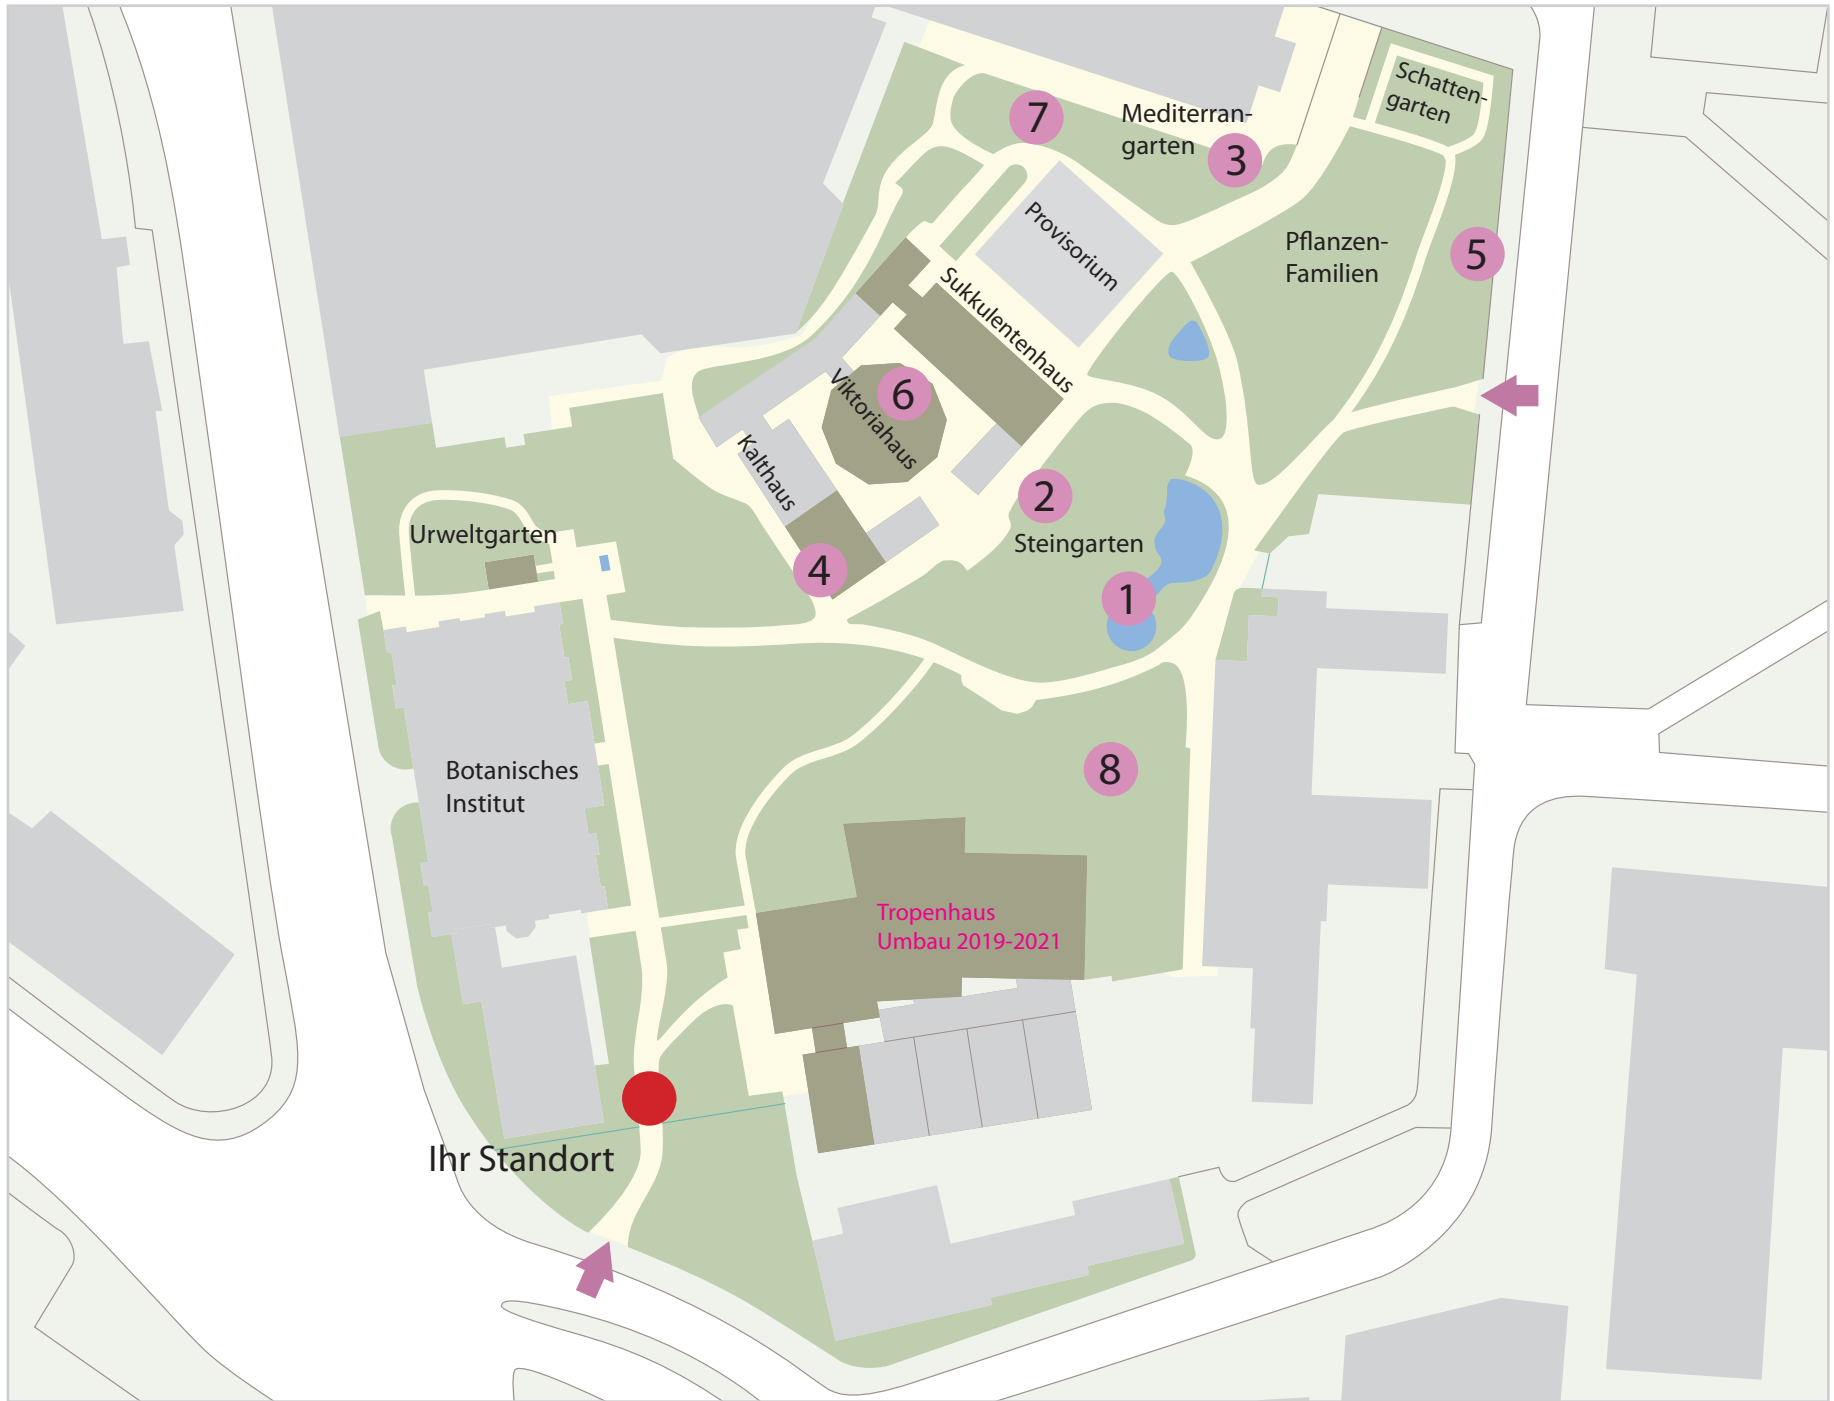 Schatten-
garten
7
Mediterran-
garten
3
Provisorium
Pflanzen-
Familien
5
Sukkulentenhaus
6
Viktoriahaus
Kalthaus
2
Steingarten
Urweltgarten
4
1
8
Botanisches
Institut
Tropenhaus
Umbau 2019-2021
Ihr Standort